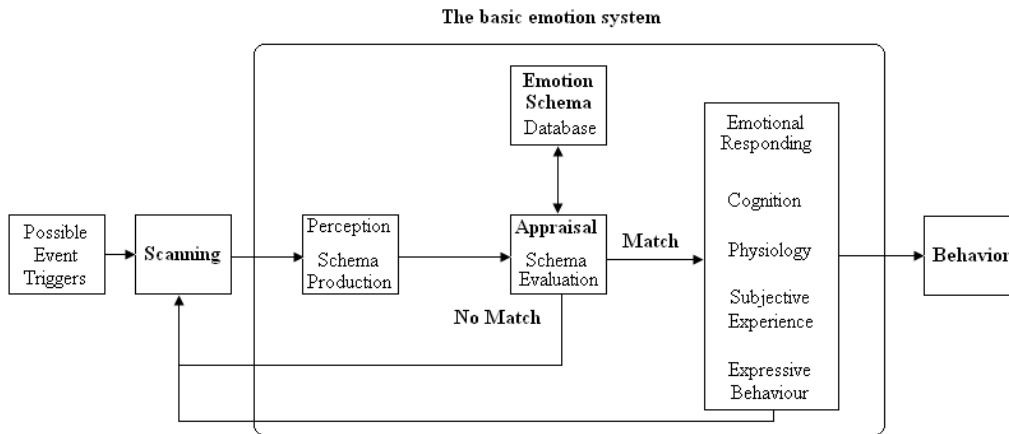 The basic emotion system
Emotion
Schema
Database
Emotional
Responding
Cognition
Physiology
Subjective
Experience
Expressive
Behaviour
Possible
Event
Triggers
Scanning
Perception
Schema
Production
Appraisal
Schema
Evaluation
Match
No Match
Behavior